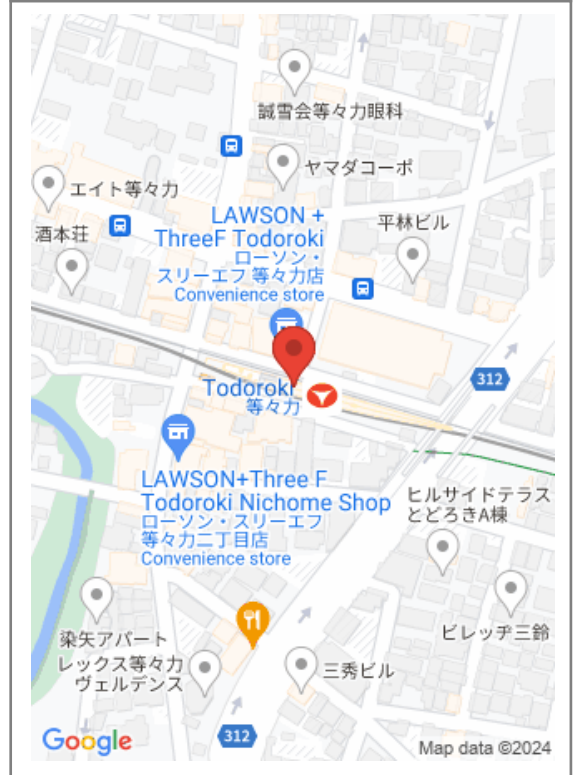 誠雪会等々力眼科
ヤマダコーポ
エイト等々力
LAWSON +
ThreeF Todoroki
ローソン・
スリーエフ 等々力店
Convenience store
平林ビル
酒本荘
312
Todoroki
等々力
LAWSON+Three F
Todoroki Nichome Shop
ローソン・スリーエフ
等々力二丁目店
Convenience store
ヒルサイドテラス
とどろきA棟
ビレッヂ三鈴
染矢アパート
レックス等々力
ヴェルデンス
三秀ビル
312
Google
Map data ©2024